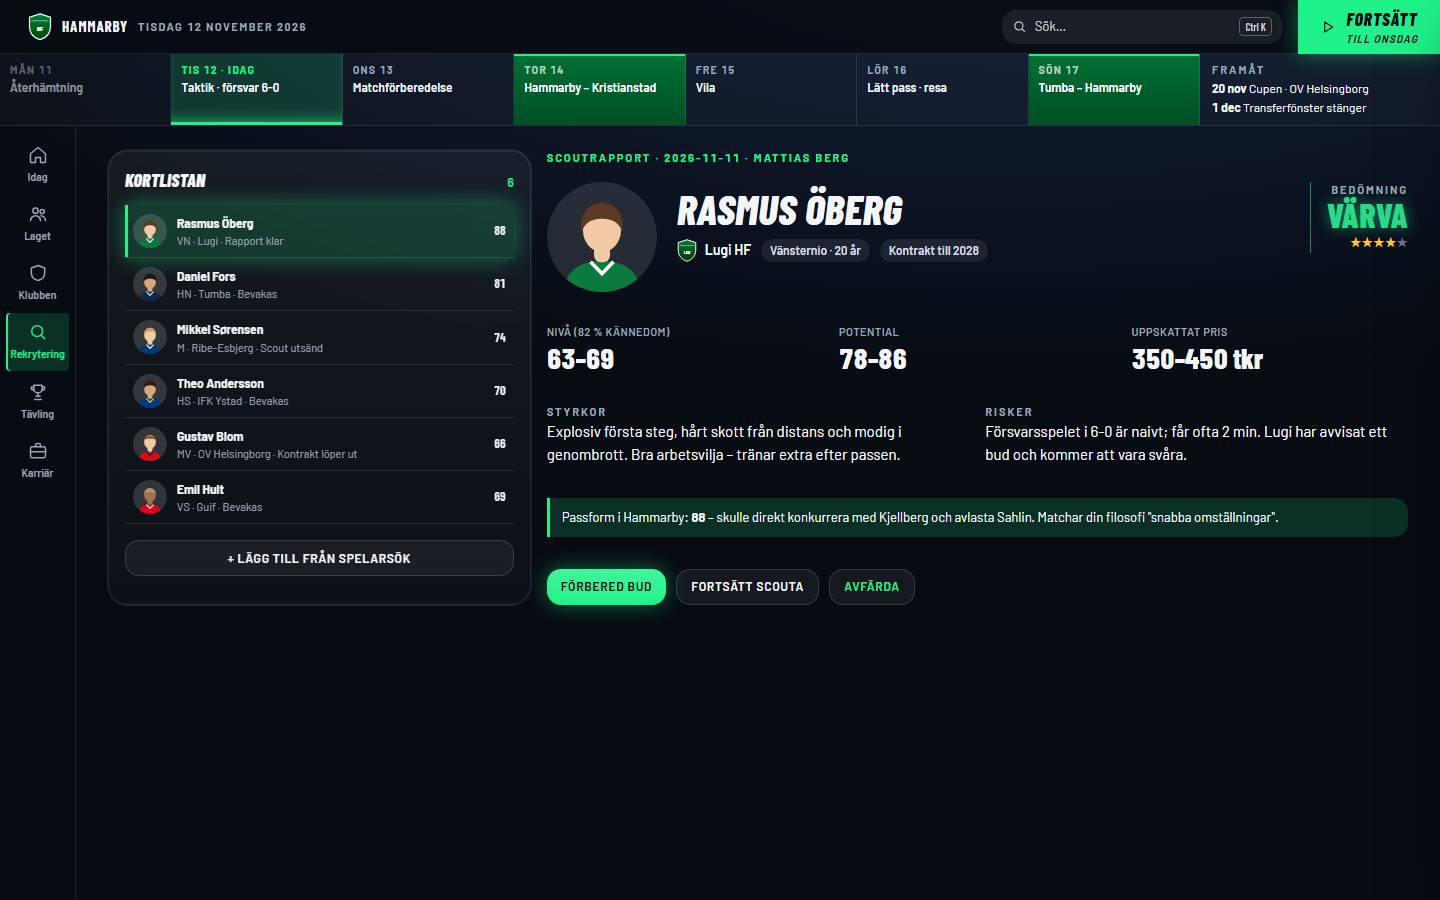 HAMMARBY TISDAG 12 NOVEMBER 2026
Sök... Ctrl K
FORTSÄTT
TILL ONSDAG
MÅN 11
Återhämtning
TIS 12 · IDAG
Taktik · försvar 6-0
ONS 13
Matchförberedelse
TOR 14
Hammarby – Kristianstad
FRE 15
Vila
LÖR 16
Lätt pass · resa
SÖN 17
Tumba – Hammarby
FRAMÅT
20 nov Cupen · OV Helsingborg
1 dec Transferfönster stänger
Idag
Laget
Klubben
Rekrytering
Tävling
Karriär
KORTLISTAN 6
Rasmus Öberg 88
VN · Lugi · Rapport klar
Daniel Fors 81
HN · Tumba · Bevakas
Mikkel Sørensen 74
M · Ribe-Esbjerg · Scout utsänd
Theo Andersson 70
HS · IFK Ystad · Bevakas
Gustav Blom 66
MV · OV Helsingborg · Kontrakt löper ut
Emil Hult 69
VS · Guif · Bevakas
+ LÄGG TILL FRÅN SPELARSÖK
SCOUTRAPPORT · 2026-11-11 · MATTIAS BERG
RASMUS ÖBERG
Lugi HF Vänsternio · 20 år Kontrakt till 2028
BEDÖMNING
VÄRVA
★★★★★
NIVÅ (82 % KÄNNEDOM)
63–69
POTENTIAL
78–86
UPPSKATTAT PRIS
350–450 tkr
STYRKOR
Explosiv första steg, hårt skott från distans och modig i
genombrott. Bra arbetsvilja – tränar extra efter passen.
RISKER
Försvarsspelet i 6-0 är naivt; får ofta 2 min. Lugi har avvisat ett
bud och kommer att vara svåra.
Passform i Hammarby: 88 – skulle direkt konkurrera med Kjellberg och avlasta Sahlin. Matchar din filosofi "snabba omställningar".
FÖRBERED BUD
FORTSÄTT SCOUTA
AVFÄRDA